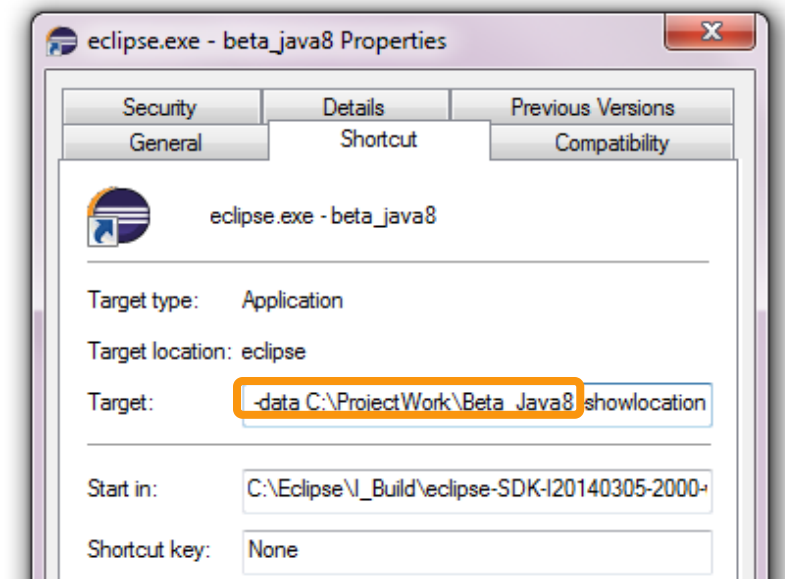 eclipse.exe - beta_java8 Properties
Security Details Previous Versions
General Shortcut Compatibility
eclipse.exe - beta_java8
Target type: Application
Target location: eclipse
Target: -data C:\ProjectWork\Beta_Java8 -showlocation
Start in: C:\Eclipse\I_Build\eclipse-SDK-I20140305-2000-
Shortcut key: None